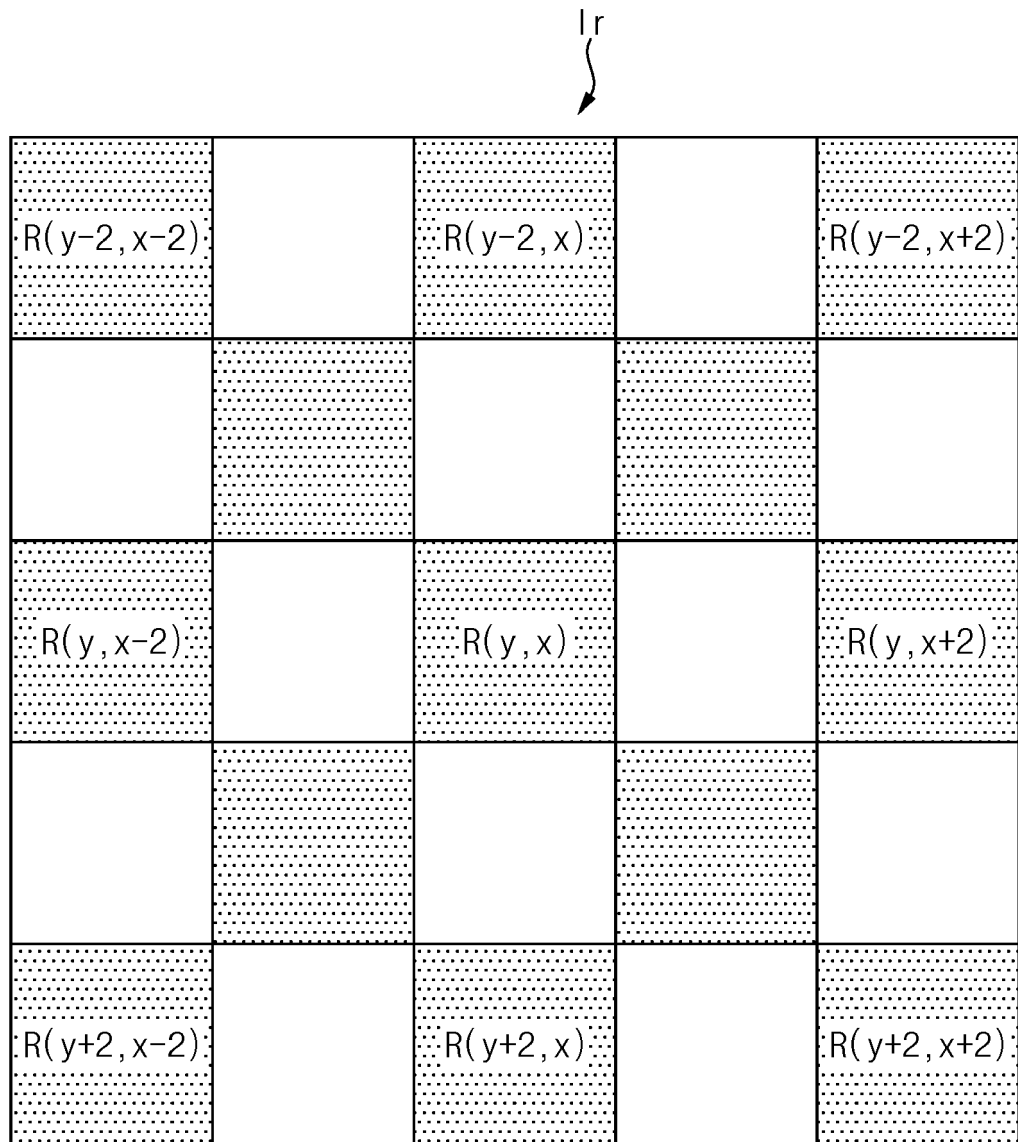 Ir
R(y-2,x-2) R(y-2,x) R(y-2,x+2)
R(y,x-2) R(y,x) R(y,x+2)
R(y+2,x-2) R(y+2,x) R(y+2,x+2)